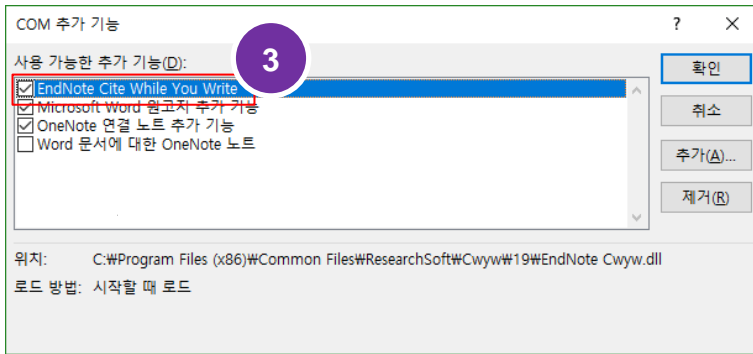 COM 추가 기능
? ×
사용 가능한 추가 기능(D):
3
EndNote Cite While You Write
Microsoft Word 원고지 추가 기능
OneNote 연결 노트 추가 기능
Word 문서에 대한 OneNote 노트
확인
취소
추가(A)...
제거(R)
위치: C:₩Program Files (x86)₩Common Files₩ResearchSoft₩Cwyw₩19₩EndNote Cwyw.dll
로드 방법: 시작할 때 로드